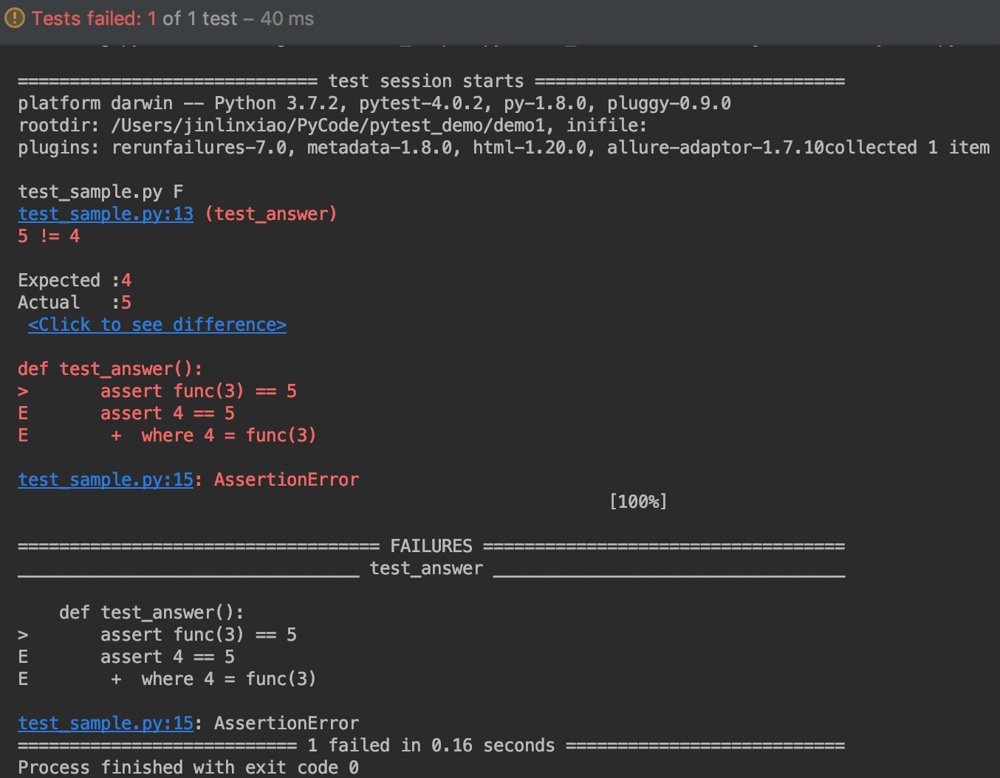 Tests failed: 1 of 1 test – 40 ms
============================= test session starts ==============================
platform darwin -- Python 3.7.2, pytest-4.0.2, py-1.8.0, pluggy-0.9.0
rootdir: /Users/jinlinxiao/PyCode/pytest_demo/demo1, inifile:
plugins: rerunfailures-7.0, metadata-1.8.0, html-1.20.0, allure-adaptor-1.7.10collected 1 item
test_sample.py F
test_sample.py:13 (test_answer)
5 != 4
Expected :4
Actual   :5
<Click to see difference>
def test_answer():
>       assert func(3) == 5
E       assert 4 == 5
E        +  where 4 = func(3)
test_sample.py:15: AssertionError
[100%]
=================================== FAILURES ===================================
_________________________________ test_answer __________________________________
    def test_answer():
>       assert func(3) == 5
E       assert 4 == 5
E        +  where 4 = func(3)
test_sample.py:15: AssertionError
=========================== 1 failed in 0.16 seconds ===========================
Process finished with exit code 0